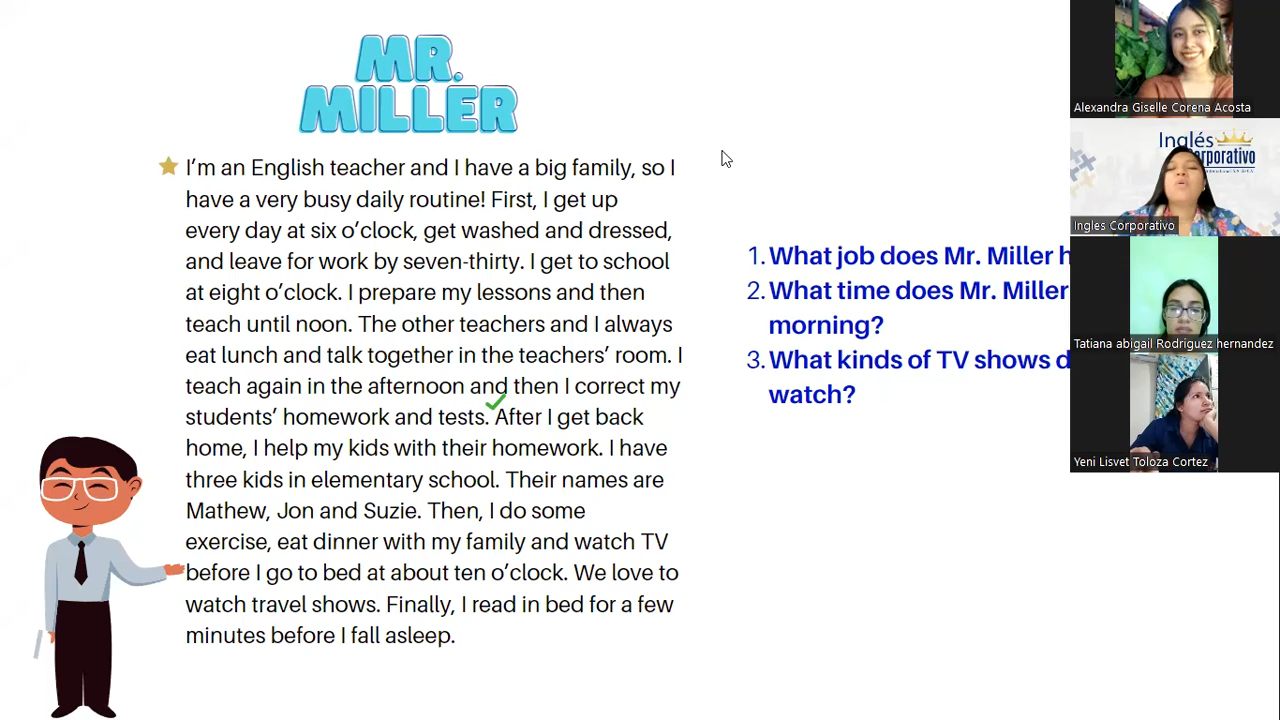 MR.
MILLER
I'm an English teacher and I have a big family, so I
have a very busy daily routine! First, I get up
every day at six o'clock, get washed and dressed,
and leave for work by seven-thirty. I get to school
at eight o'clock. I prepare my lessons and then
teach until noon. The other teachers and I always
eat lunch and talk together in the teachers' room. I
teach again in the afternoon and then I correct my
students' homework and tests. After I get back
home, I help my kids with their homework. I have
three kids in elementary school. Their names are
Mathew, Jon and Suzie. Then, I do some
exercise, eat dinner with my family and watch TV
before I go to bed at about ten o'clock. We love to
watch travel shows. Finally, I read in bed for a few
minutes before I fall asleep.
1. What job does Mr. Miller
2. What time does Mr. Miller
morning?
3. What kinds of TV shows
watch?
Alexandra Giselle Corena Acosta
Inglés
Corporativo
Ingles Corporativo
Tatiana abigail Rodriguez hernandez
Yeni Lisvet Toloza Cortez